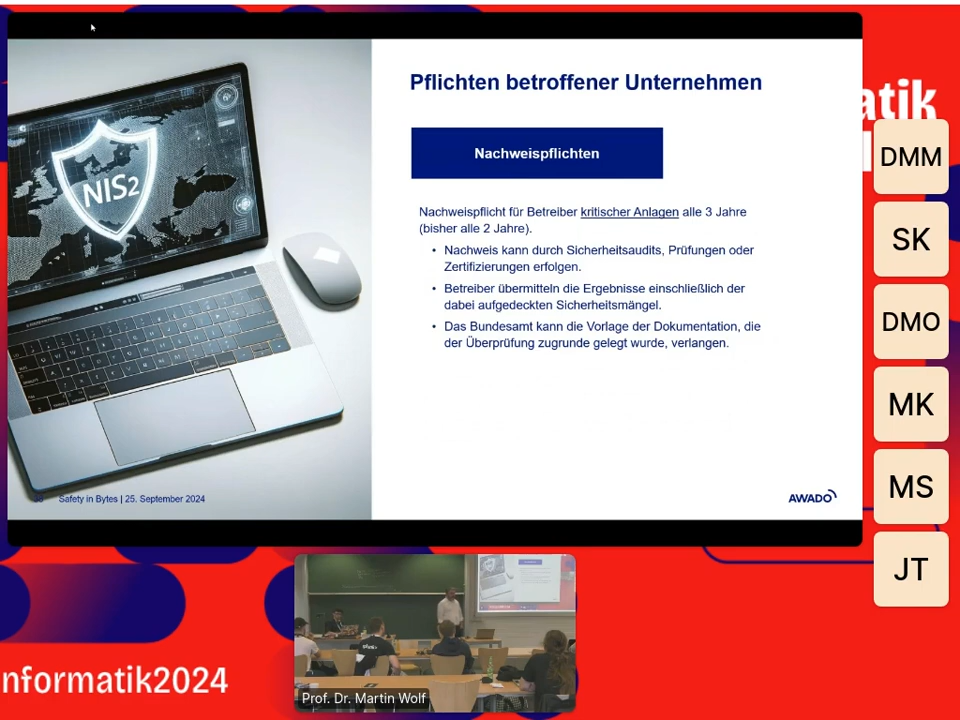 Pflichten betroffener Unternehmen
atik
NIS2
Nachweispflichten
Nachweispflicht für Betreiber kritischer Anlagen alle 3 Jahre
(bisher alle 2 Jahre).
• Nachweis kann durch Sicherheitsaudits, Prüfungen oder
Zertifizierungen erfolgen.
• Betreiber übermitteln die Ergebnisse einschließlich der
dabei aufgedeckten Sicherheitsmängel.
• Das Bundesamt kann die Vorlage der Dokumentation, die
der Überprüfung zugrunde gelegt wurde, verlangen.
Safety in Bytes | 25. September 2024
AWADO
DMM
SK
DMO
MK
MS
JT
nformatik2024
Prof. Dr. Martin Wolf